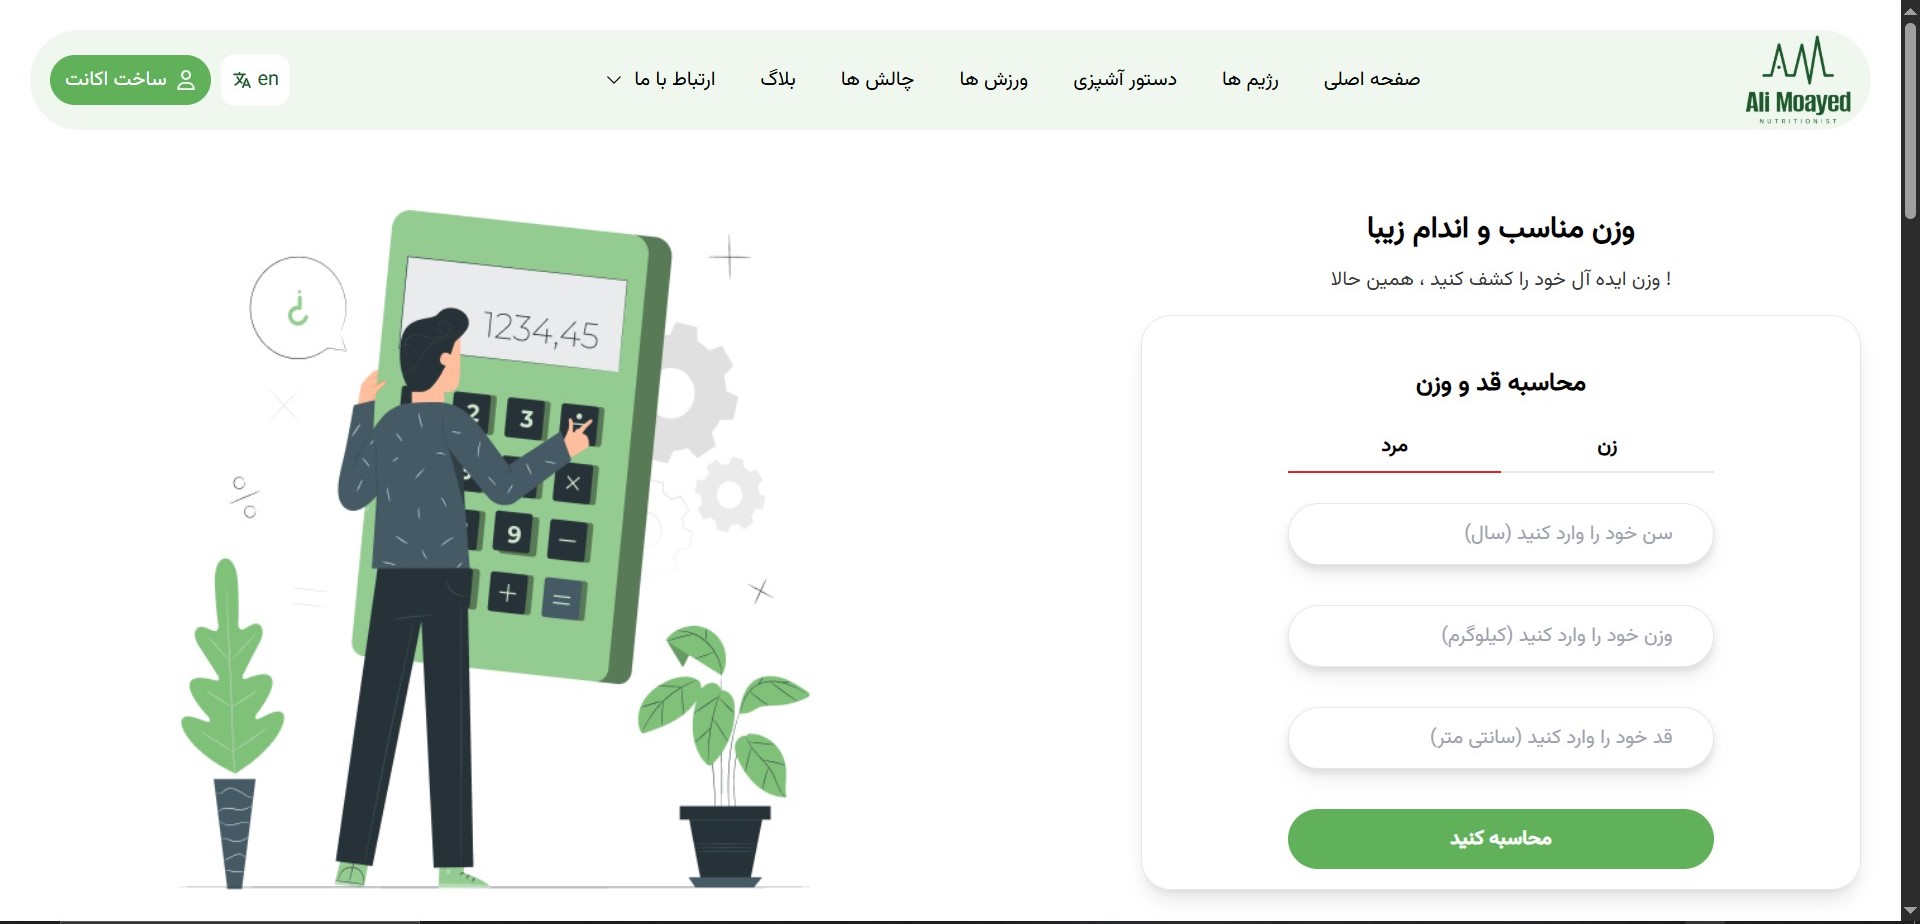 Ali Moayed
NUTRITIONIST
صفحه اصلی
رژیم ها
دستور آشپزی
ورزش ها
چالش ها
بلاگ
ارتباط با ما
en
ساخت اکانت
وزن مناسب و اندام زیبا
وزن ایده آل خود را کشف کنید ، همین حالا !
محاسبه قد و وزن
زن
مرد
سن خود را وارد کنید (سال)
وزن خود را وارد کنید (کیلوگرم)
قد خود را وارد کنید (سانتی متر)
محاسبه کنید
؟
1234,45
2 3 ÷
×
9 −
+ =
%